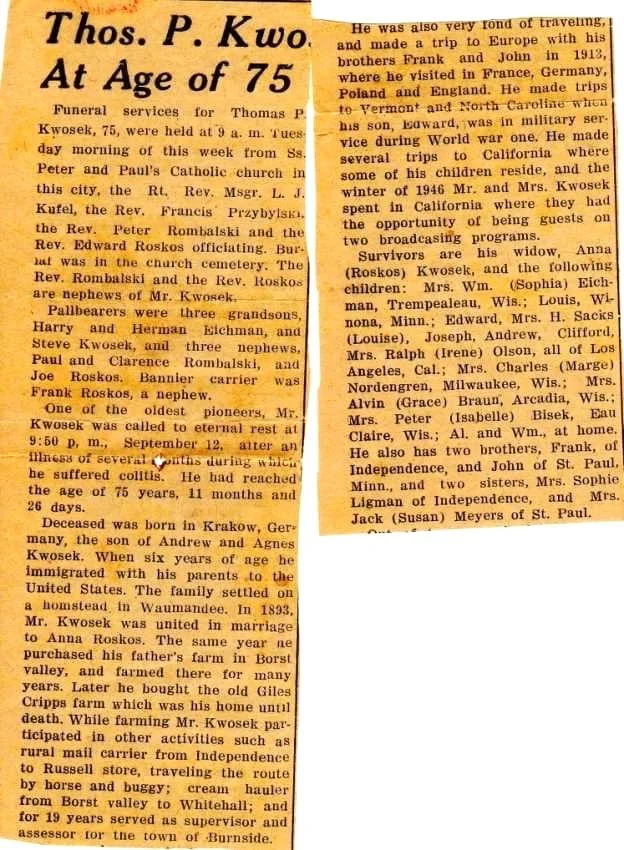 Thos. P. Kwos
At Age of 75
Funeral services for Thomas P.
Kwosek, 75, were held at 9 a. m. Tues-
day morning of this week from Ss.
Peter and Paul's Catholic church in
this city, the Rt. Rev. Msgr. L. J.
Kufel, the Rev. Francis Przybylski,
the Rev. Peter Rombalski and the
Rev. Edward Roskos officiating. Bur-
ial was in the church cemetery. The
Rev. Rombalski and the Rev. Roskos
are nephews of Mr. Kwosek.
Pallbearers were three grandsons,
Harry and Herman Eichman, and
Steve Kwosek, and three nephews,
Paul and Clarence Rombalski, and
Joe Roskos. Bannier carrier was
Frank Roskos, a nephew.
One of the oldest pioneers, Mr.
Kwosek was called to eternal rest at
9:50 p, m., September 12, after an
illness of several months during which
he suffered colitis. He had reached
the age of 75 years, 11 months and
26 days.
Deceased was born in Krakow, Ger-
many, the son of Andrew and Agnes
Kwosek. When six years of age he
immigrated with his parents to the
United States. The family settled on
a homstead in Waumandee. In 1893,
Mr. Kwosek was united in marriage
to Anna Roskos. The same year he
purchased his father's farm in Borst
valley, and farmed there for many
years. Later he bought the old Giles
Cripps farm which was his home until
death. While farming Mr. Kwosek par-
ticipated in other activities such as
rural mail carrier from Independence
to Russell store, traveling the route
by horse and buggy; cream hauler
from Borst valley to Whitehall; and
for 19 years served as supervisor and
assessor for the town of Burnside.
He was also very fond of traveling,
and made a trip to Europe with his
brothers Frank and John in 1913,
where he visited in France, Germany,
Poland and England. He made trips
to Vermont and North Caroline when
his son, Edward, was in military ser-
vice during World war one. He made
several trips to California where
some of his children reside, and the
winter of 1946 Mr. and Mrs. Kwosek
spent in California where they had
the opportunity of being guests on
two broadcasing programs.
Survivors are his widow, Anna
(Roskos) Kwosek, and the following
children: Mrs. Wm. (Sophia) Eich-
man, Trempealeau, Wis.; Louis, Wi-
nona, Minn.; Edward, Mrs. H. Sacks
(Louise), Joseph, Andrew, Clifford,
Mrs. Ralph (Irene) Olson, all of Los
Angeles, Cal.; Mrs. Charles (Marge)
Nordengren, Milwaukee, Wis.; Mrs.
Alvin (Grace) Braun, Arcadia, Wis.;
Mrs. Peter (Isabelle) Bisek, Eau
Claire, Wis.; Al. and Wm., at home.
He also has two brothers, Frank, of
Independence, and John of St. Paul,
Minn., and two sisters, Mrs. Sophie
Ligman of Independence, and Mrs.
Jack (Susan) Meyers of St. Paul.